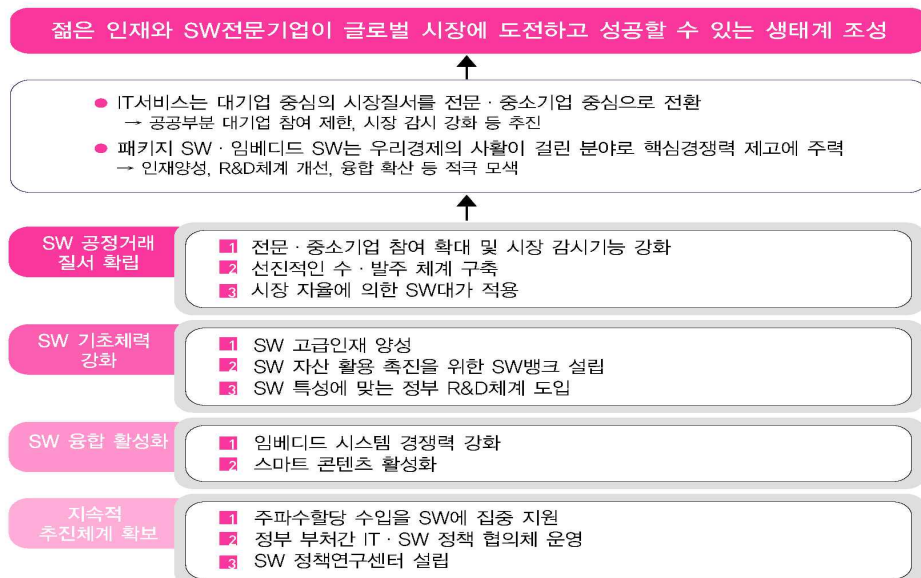 젊은 인재와 SW전문기업이 글로벌 시장에 도전하고 성공할 수 있는 생태계 조성
● IT서비스는 대기업 중심의 시장질서를 전문·중소기업 중심으로 전환
→ 공공부분 대기업 참여 제한, 시장 감시 강화 등 추진
● 패키지 SW·임베디드 SW는 우리경제의 사활이 걸린 분야로 핵심경쟁력 제고에 주력
→ 인재양성, R&D체계 개선, 융합 확산 등 적극 모색
SW 공정거래
질서 확립
1 전문·중소기업 참여 확대 및 시장 감시기능 강화
2 선진적인 수·발주 체계 구축
3 시장 자율에 의한 SW대가 적용
SW 기초체력
강화
1 SW 고급인재 양성
2 SW 자산 활용 촉진을 위한 SW뱅크 설립
3 SW 특성에 맞는 정부 R&D체계 도입
SW 융합 활성화
1 임베디드 시스템 경쟁력 강화
2 스마트 콘텐츠 활성화
지속적
추진체계 확보
1 주파수할당 수입을 SW에 집중 지원
2 정부 부처간 IT·SW 정책 협의체 운영
3 SW 정책연구센터 설립